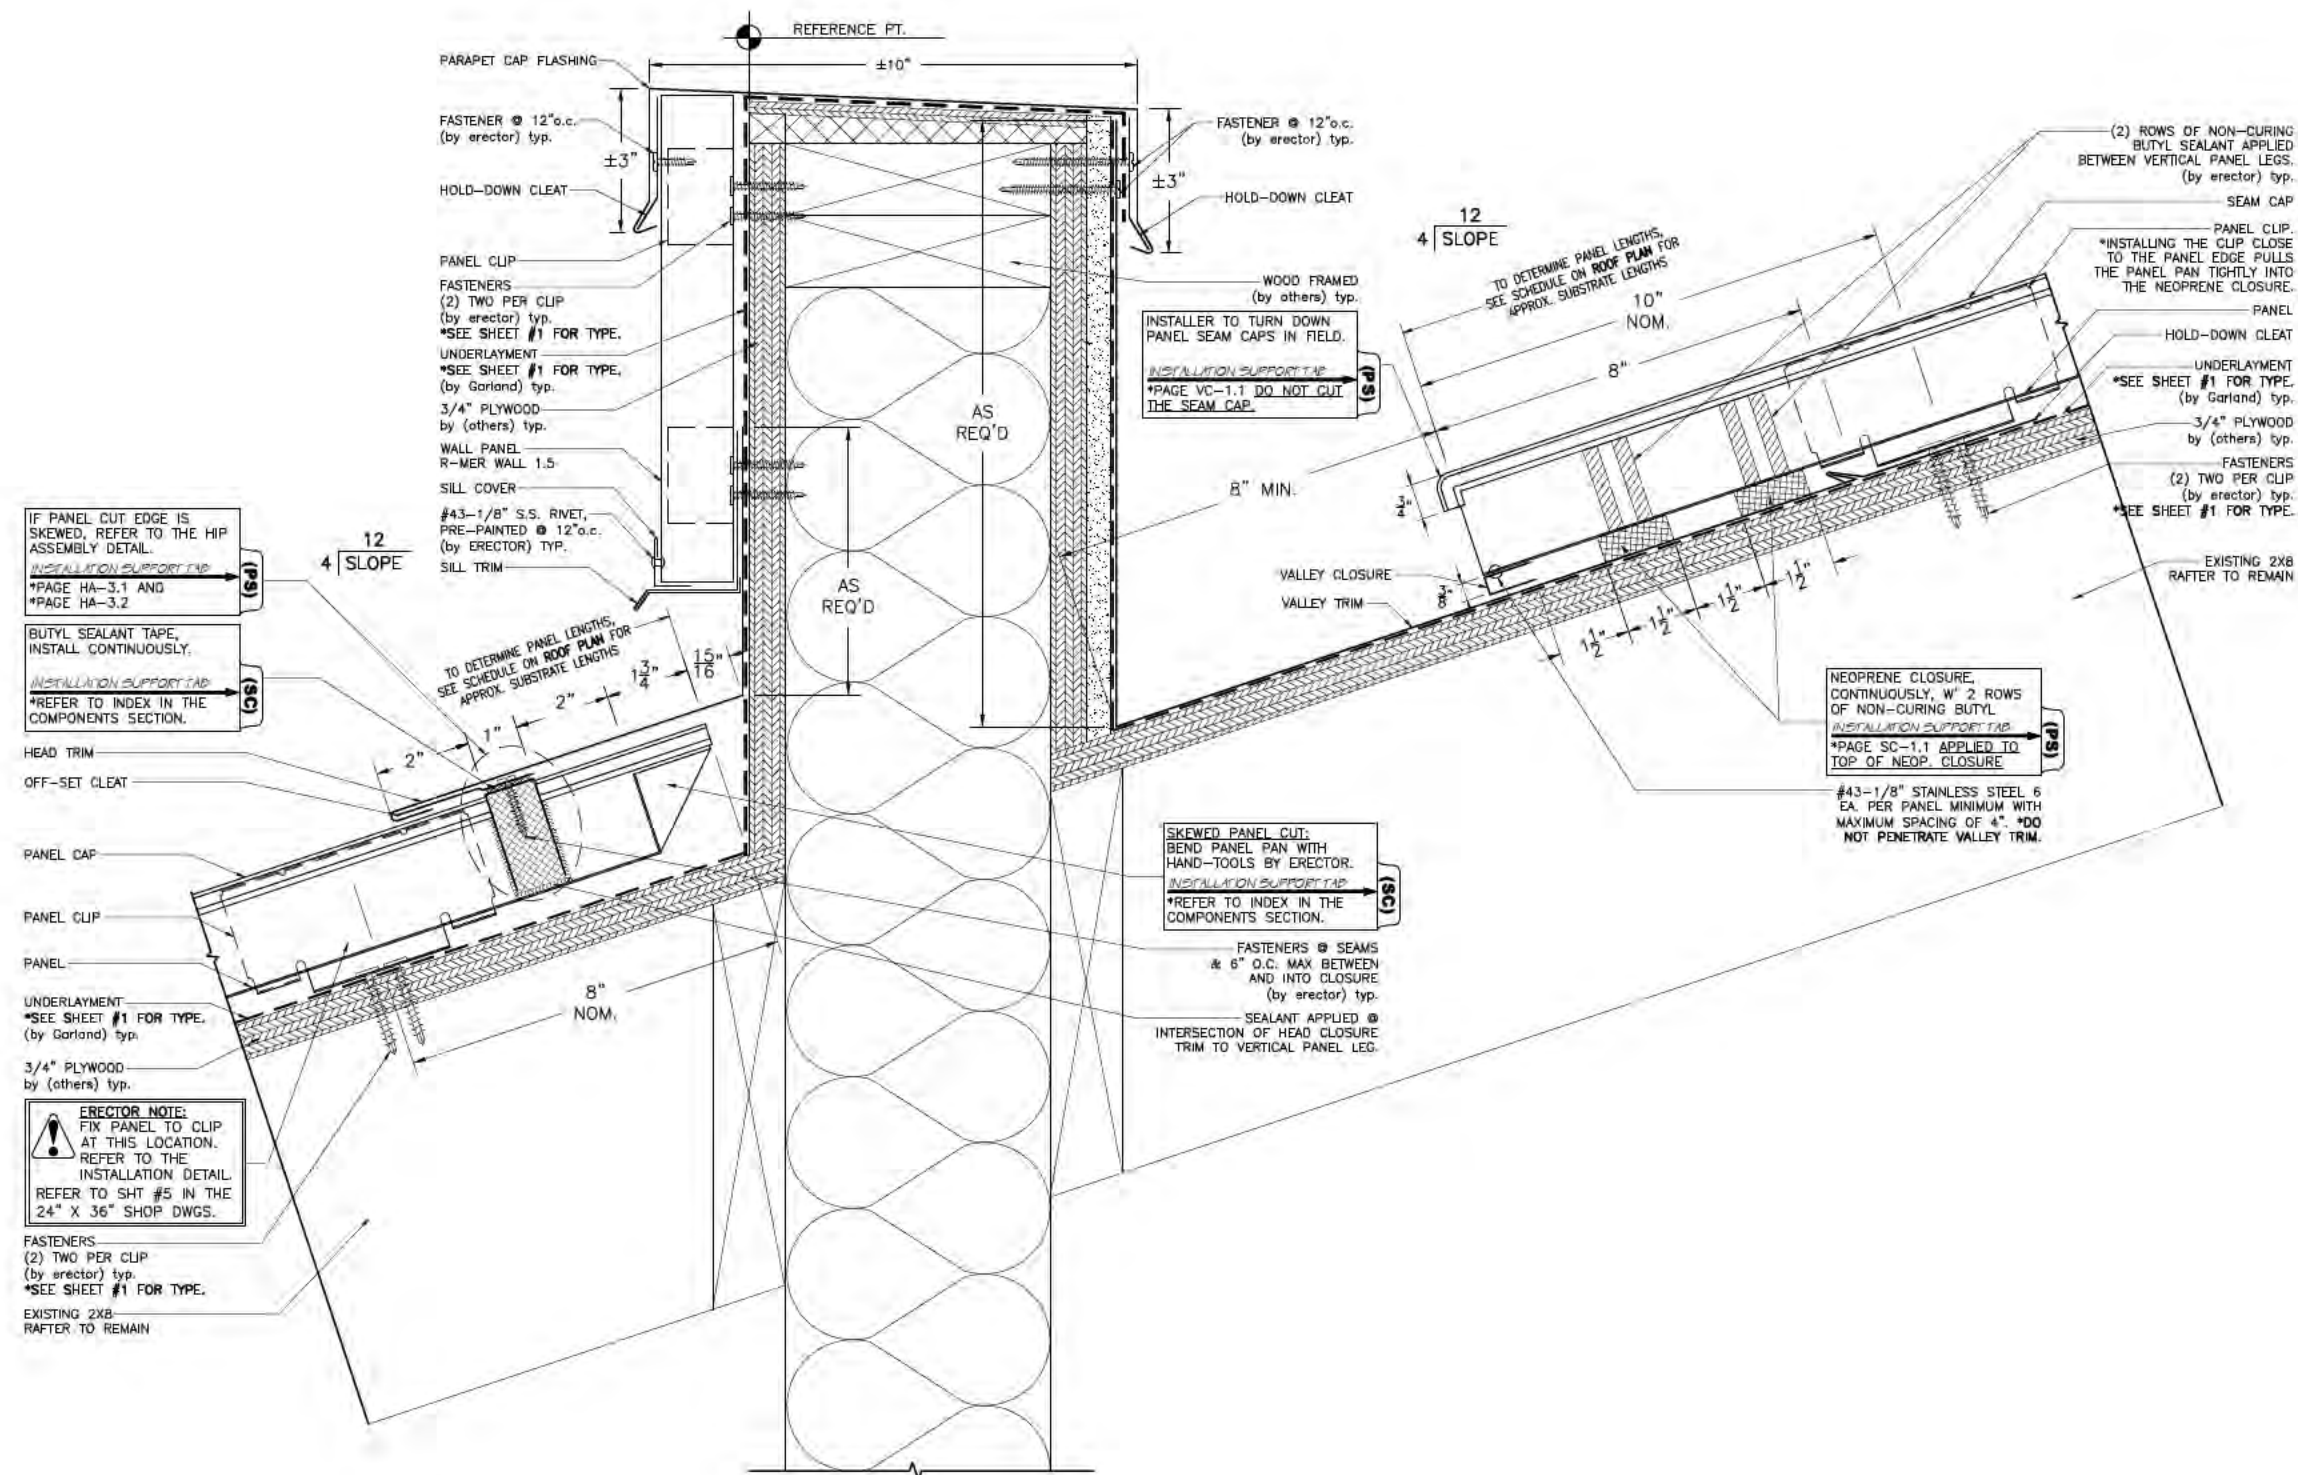 REFERENCE PT.
±10"
PARAPET CAP FLASHING
FASTENER @ 12"o.c.
(by erector) typ.
±3"
HOLD-DOWN CLEAT
PANEL CLIP
FASTENERS
(2) TWO PER CLIP
(by erector) typ.
*SEE SHEET #1 FOR TYPE.
UNDERLAYMENT
*SEE SHEET #1 FOR TYPE.
(by Garland) typ.
3/4" PLYWOOD
by (others) typ.
WALL PANEL
R-MER WALL 1.5
SILL COVER
#43-1/8" S.S. RIVET,
PRE-PAINTED @ 12"o.c.
(by ERECTOR) TYP.
SILL TRIM
FASTENER @ 12"o.c.
(by erector) typ.
±3"
HOLD-DOWN CLEAT
WOOD FRAMED
(by others) typ.
INSTALLER TO TURN DOWN
PANEL SEAM CAPS IN FIELD.
INSTALLATION SUPPORT TAB
(PS)
*PAGE VC-1.1 DO NOT CUT
THE SEAM CAP.
AS
REQ'D
AS
REQ'D
12
4 SLOPE
TO DETERMINE PANEL LENGTHS,
SEE SCHEDULE ON ROOF PLAN FOR
APPROX. SUBSTRATE LENGTHS
10"
NOM.
8"
8" MIN.
3/4"
3/8"
1 1/2"
1 1/2"
1 1/2"
1 1/2"
VALLEY CLOSURE
VALLEY TRIM
(2) ROWS OF NON-CURING
BUTYL SEALANT APPLIED
BETWEEN VERTICAL PANEL LEGS.
(by erector) typ.
SEAM CAP
PANEL CLIP.
*INSTALLING THE CLIP CLOSE
TO THE PANEL EDGE PULLS
THE PANEL PAN TIGHTLY INTO
THE NEOPRENE CLOSURE.
PANEL
HOLD-DOWN CLEAT
UNDERLAYMENT
*SEE SHEET #1 FOR TYPE.
(by Garland) typ.
3/4" PLYWOOD
by (others) typ.
FASTENERS
(2) TWO PER CLIP
(by erector) typ.
*SEE SHEET #1 FOR TYPE.
EXISTING 2X8
RAFTER TO REMAIN
NEOPRENE CLOSURE,
CONTINUOUSLY, W' 2 ROWS
OF NON-CURING BUTYL
INSTALLATION SUPPORT TAB
(PS)
*PAGE SC-1.1 APPLIED TO
TOP OF NEOP. CLOSURE
#43-1/8" STAINLESS STEEL 6
EA. PER PANEL MINIMUM WITH
MAXIMUM SPACING OF 4". *DO
NOT PENETRATE VALLEY TRIM.
IF PANEL CUT EDGE IS
SKEWED, REFER TO THE HIP
ASSEMBLY DETAIL.
INSTALLATION SUPPORT TAB
(PS)
*PAGE HA-3.1 AND
*PAGE HA-3.2
12
4 SLOPE
BUTYL SEALANT TAPE,
INSTALL CONTINUOUSLY.
INSTALLATION SUPPORT TAB
(SC)
*REFER TO INDEX IN THE
COMPONENTS SECTION.
TO DETERMINE PANEL LENGTHS,
SEE SCHEDULE ON ROOF PLAN FOR
APPROX. SUBSTRATE LENGTHS
2"
1"
2"
1 3/4"
15/16"
HEAD TRIM
OFF-SET CLEAT
PANEL CAP
PANEL CLIP
PANEL
UNDERLAYMENT
*SEE SHEET #1 FOR TYPE.
(by Garland) typ.
3/4" PLYWOOD
by (others) typ.
8"
NOM.
ERECTOR NOTE:
FIX PANEL TO CLIP
AT THIS LOCATION.
REFER TO THE
INSTALLATION DETAIL.
REFER TO SHT #5 IN THE
24" X 36" SHOP DWGS.
FASTENERS
(2) TWO PER CLIP
(by erector) typ.
*SEE SHEET #1 FOR TYPE.
EXISTING 2X8
RAFTER TO REMAIN
SKEWED PANEL CUT:
BEND PANEL PAN WITH
HAND-TOOLS BY ERECTOR.
INSTALLATION SUPPORT TAB
(SC)
*REFER TO INDEX IN THE
COMPONENTS SECTION.
FASTENERS @ SEAMS
& 6" O.C. MAX BETWEEN
AND INTO CLOSURE
(by erector) typ.
SEALANT APPLIED @
INTERSECTION OF HEAD CLOSURE
TRIM TO VERTICAL PANEL LEG.